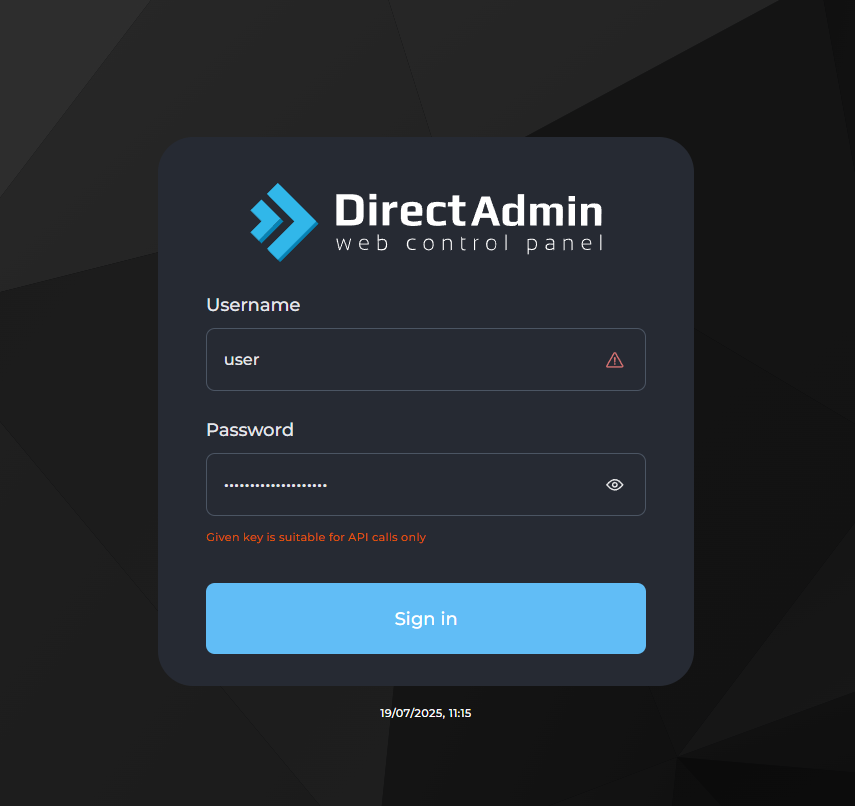 DirectAdmin
web control panel
Username
user
Password
••••••••••••••••••••
Given key is suitable for API calls only
Sign in
19/07/2025, 11:15